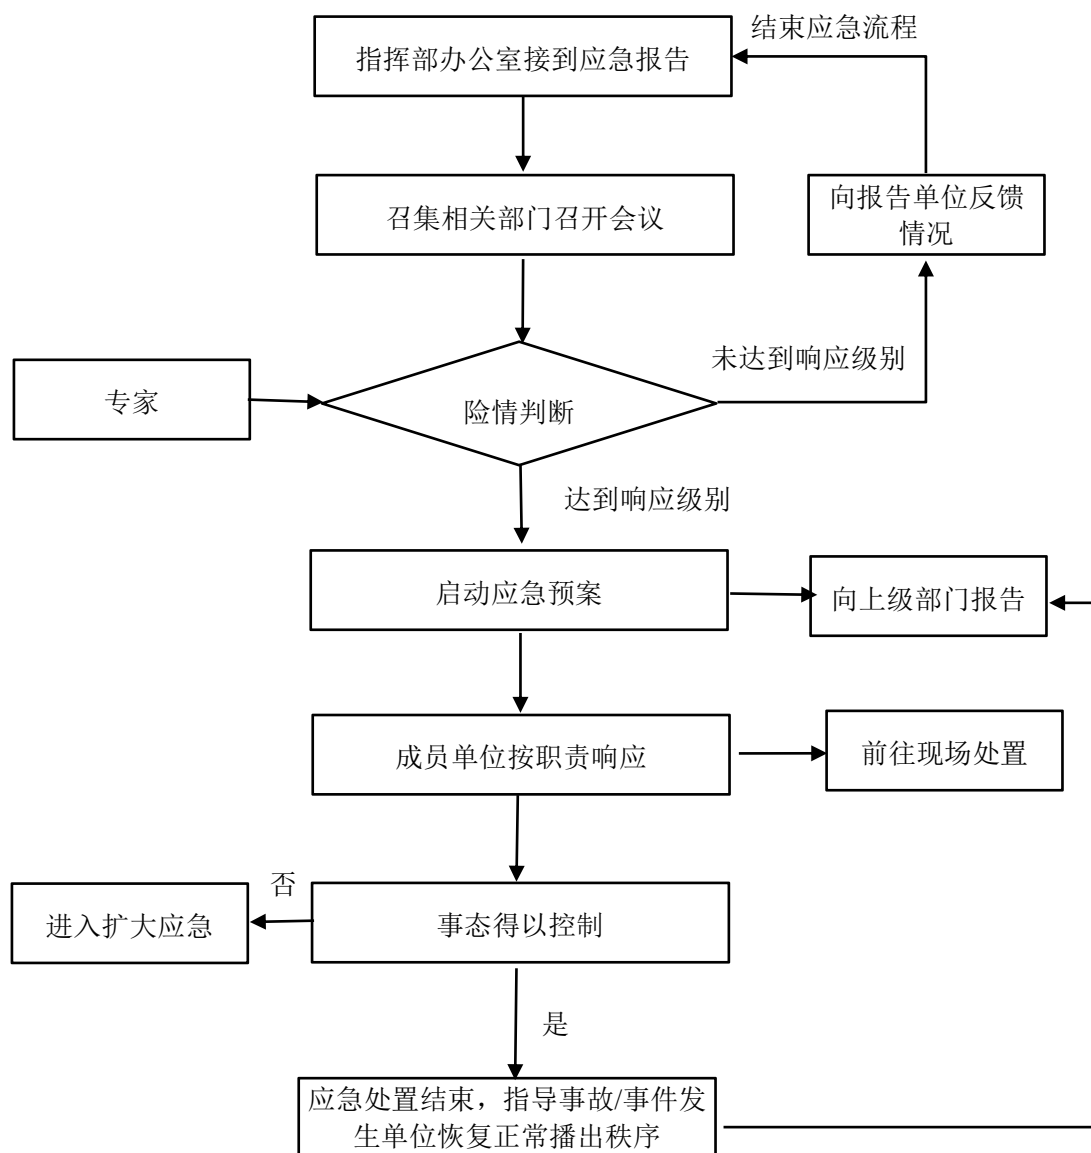 结束应急流程
指挥部办公室接到应急报告
召集相关部门召开会议
向报告单位反馈
情况
未达到响应级别
专家
险情判断
达到响应级别
启动应急预案
向上级部门报告
成员单位按职责响应
前往现场处置
否
进入扩大应急
事态得以控制
是
应急处置结束，指导事故/事件发
生单位恢复正常播出秩序